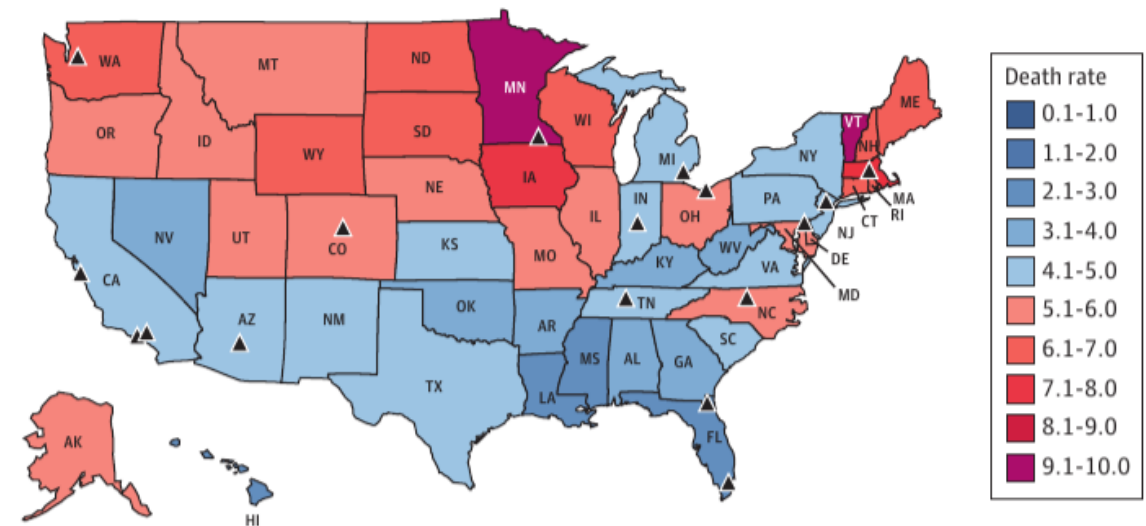 WA
MT
ND
MN
OR
ID
WY
SD
WI
MI
NY
VT
NH
ME
MA
RI
CT
NJ
DE
MD
NV
UT
CO
NE
IA
IL
IN
OH
PA
CA
KS
MO
KY
WV
VA
AZ
NM
OK
AR
TN
NC
SC
TX
LA
MS
AL
GA
FL
AK
HI
Death rate
0.1-1.0
1.1-2.0
2.1-3.0
3.1-4.0
4.1-5.0
5.1-6.0
6.1-7.0
7.1-8.0
8.1-9.0
9.1-10.0